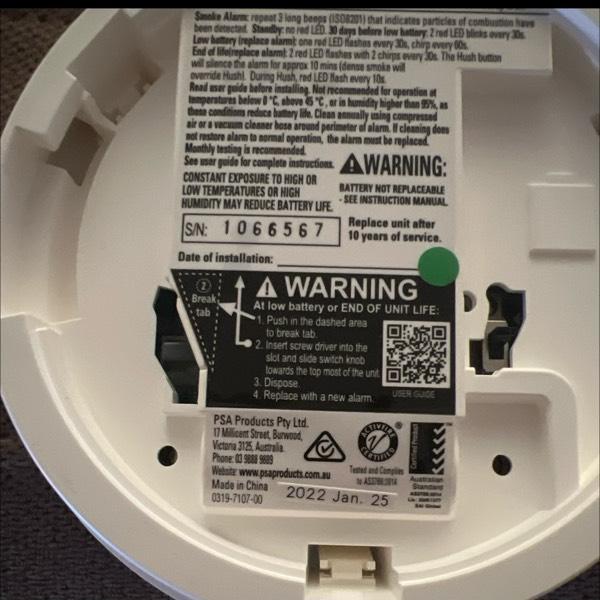 Smoke Alarm: repeat 3 long beeps (ISO8201) that indicates particles of combustion have
been detected. Standby: no red LED. 30 days before low battery: 2 red LED blinks every 30s.
Low battery (replace alarm): one red LED flashes every 30s, chirp every 60s.
End of life(replace alarm): 2 red LED flashes with 2 chirps every 30s. The Hush button
will silence the alarm for approx 10 mins (dense smoke will
override Hush). During Hush, red LED flash every 10s.
Read user guide before installing. Not recommended for operation at
temperatures below 0 °C, above 45 °C, or in humidity higher than 95%, as
these conditions reduce battery life. Clean annually using compressed
air or a vacuum cleaner hose around perimeter of alarm. If cleaning does
not restore alarm to normal operation, the alarm must be replaced.
Monthly testing is recommended.
See user guide for complete instructions.
CONSTANT EXPOSURE TO HIGH OR
LOW TEMPERATURES OR HIGH
HUMIDITY MAY REDUCE BATTERY LIFE.
WARNING:
BATTERY NOT REPLACEABLE
- SEE INSTRUCTION MANUAL
S/N: 1066567
Replace unit after
10 years of service.
Date of installation:
2
Break
tab
WARNING
At low battery or END OF UNIT LIFE:
1. Push in the dashed area
to break tab.
2. Insert screw driver into the
slot and slide switch knob
towards the top most of the unit.
3. Dispose.
4. Replace with a new alarm.
USER GUIDE
PSA Products Pty Ltd.
17 Millicent Street, Burwood,
Victoria 3125, Australia.
Phone: 03 9888 9889
Website: www.psaproducts.com.au
Made in China
0319-7107-00
2022 Jan. 25
ACTIVFIRE
CERTIFIED
®
Tested and Complies
to AS3786:2014
Certified Product
Australian
Standard
AS3786:2014
SAI Global